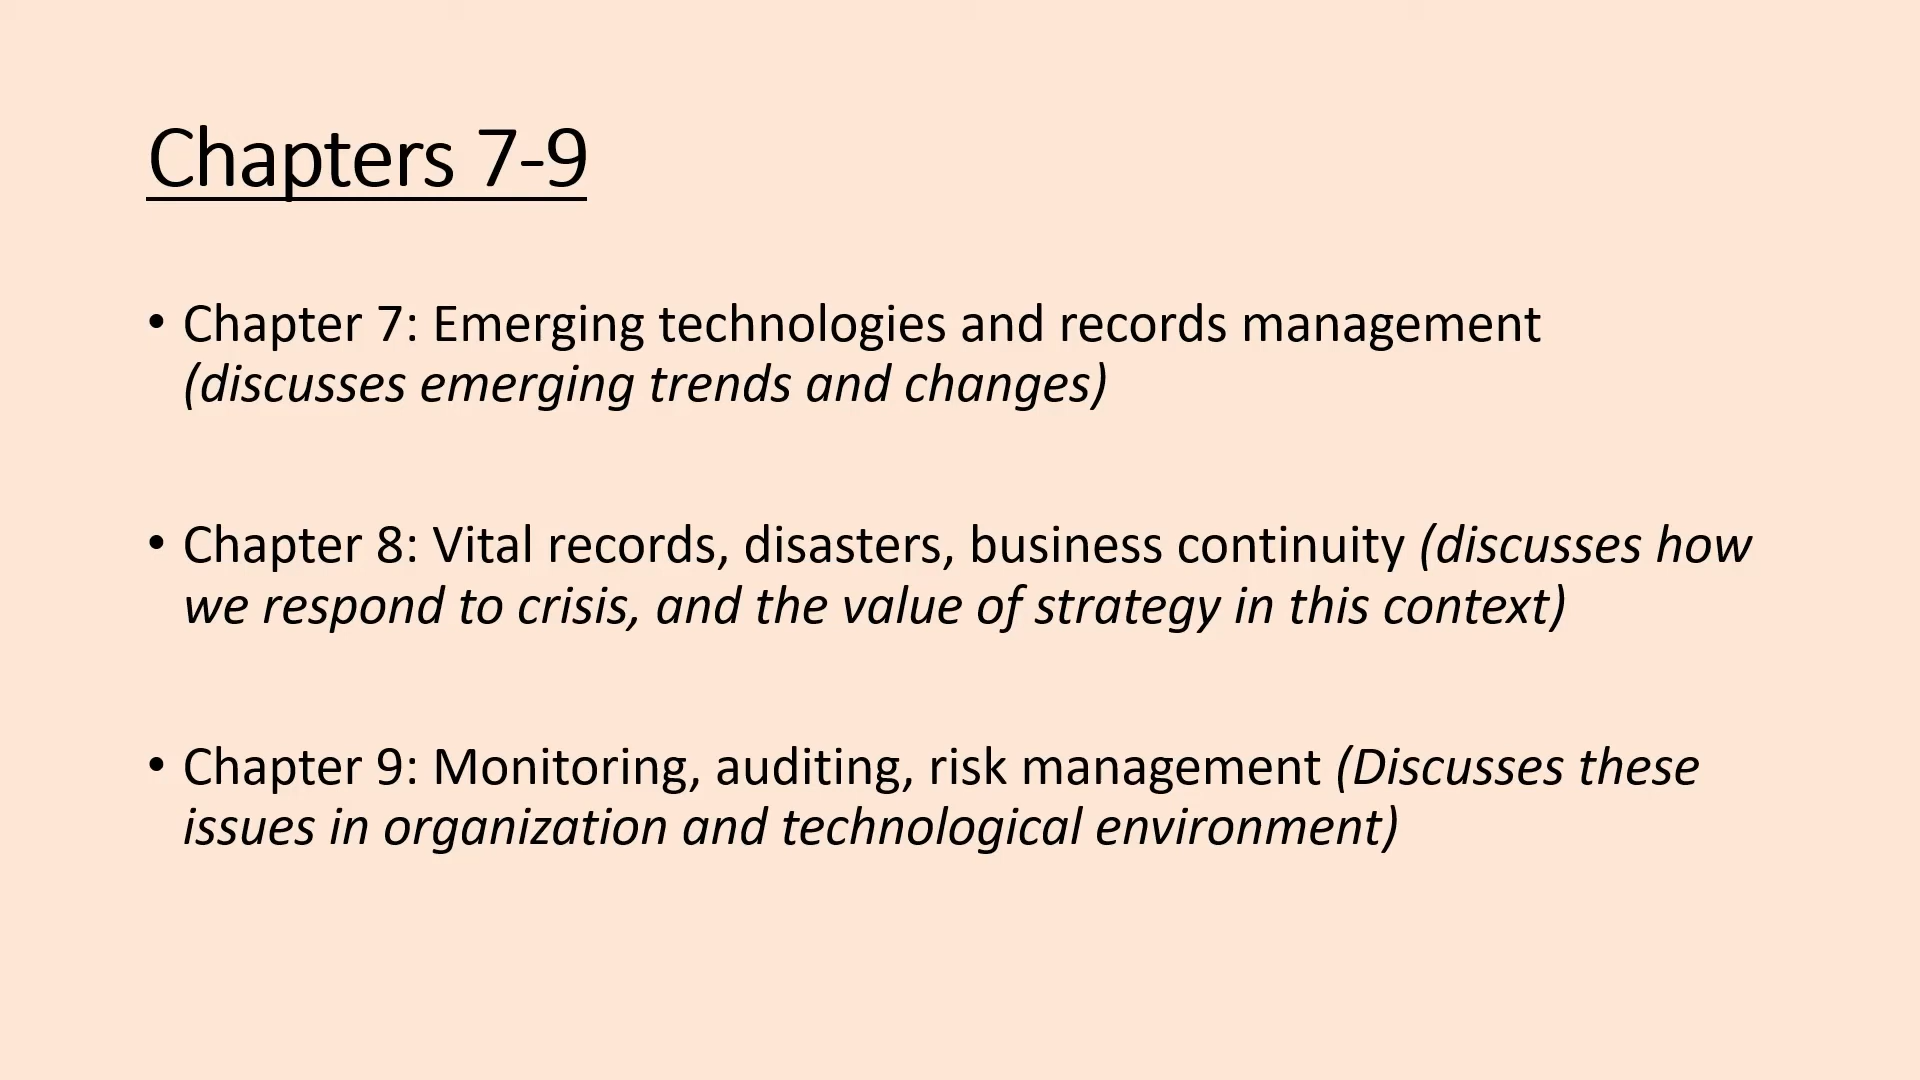 Chapters 7-9
• Chapter 7: Emerging technologies and records management
(discusses emerging trends and changes)
• Chapter 8: Vital records, disasters, business continuity (discusses how
we respond to crisis, and the value of strategy in this context)
• Chapter 9: Monitoring, auditing, risk management (Discusses these
issues in organization and technological environment)